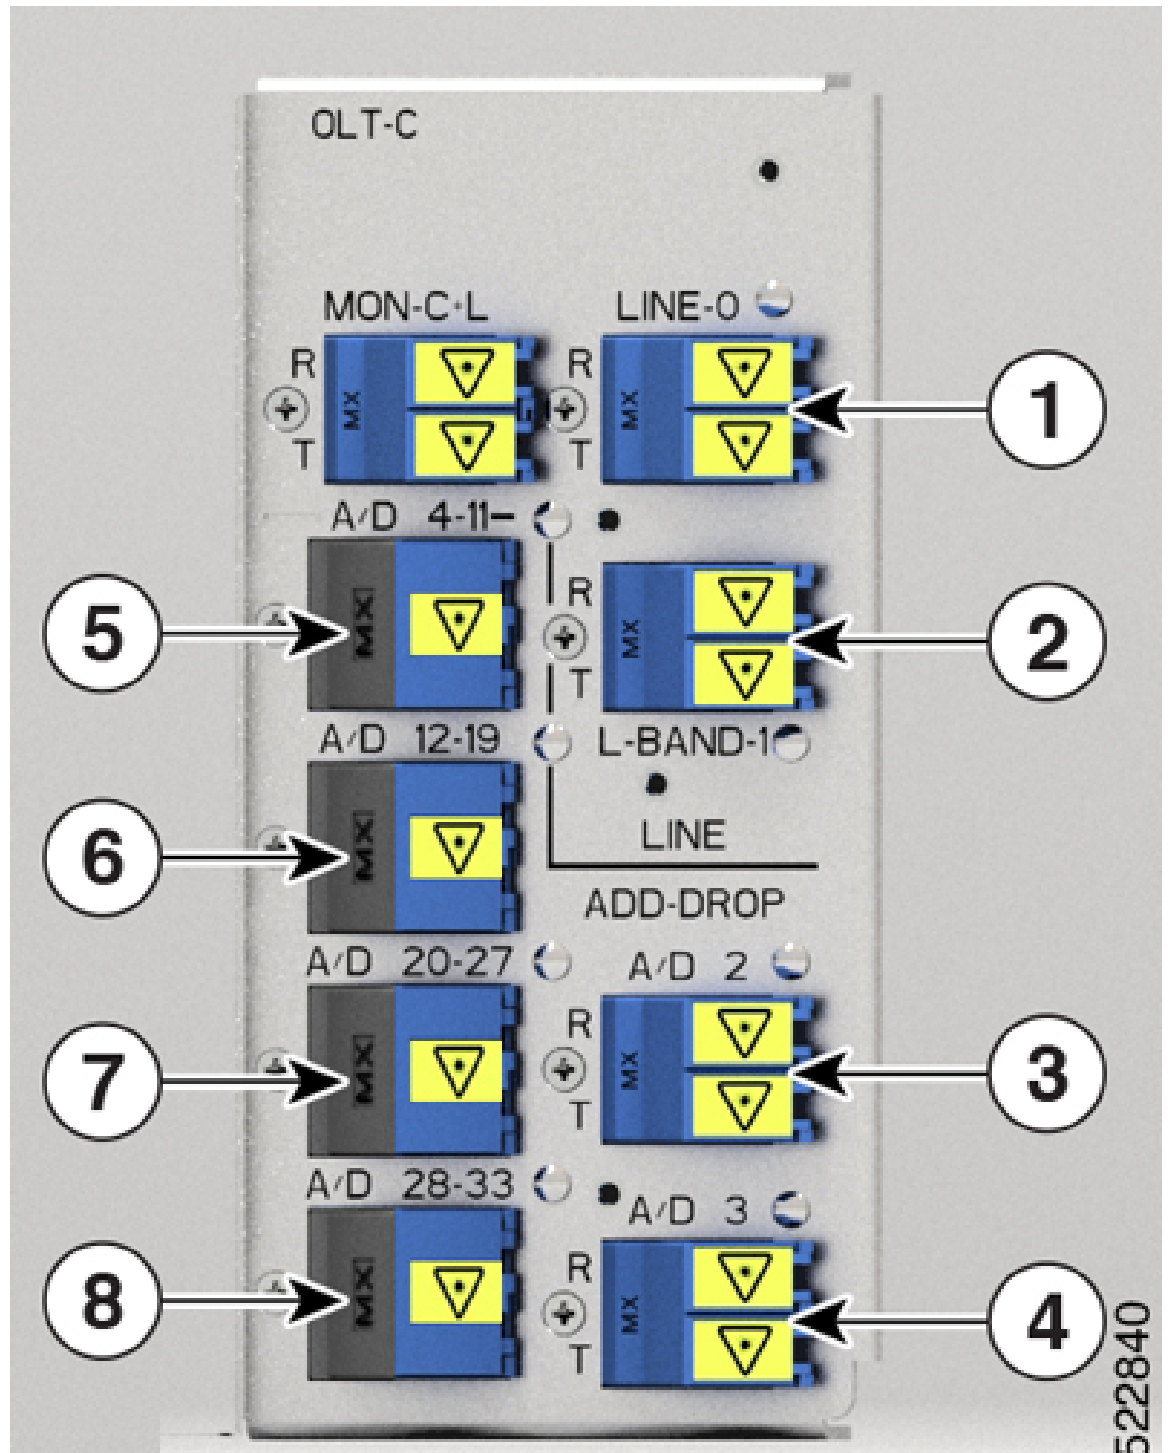 OLT-C
MON-C+L LINE-0
R R
MX MX
T T
1
A/D 4-11
R
5 MX MX 2
T
A/D 12-19 L-BAND-1
6 MX
LINE
ADD-DROP
A/D 20-27 A/D 2
R
7 MX MX 3
T
A/D 28-33 A/D 3
R
8 MX MX 4
T
522840